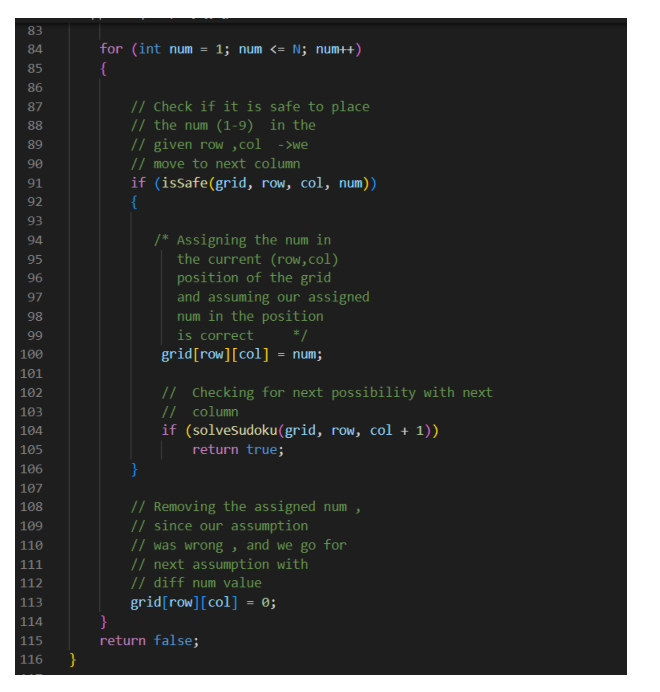 83
84 for (int num = 1; num <= N; num++)
85 {
86
87 // Check if it is safe to place
88 // the num (1-9)  in the
89 // given row ,col  ->we
90 // move to next column
91 if (isSafe(grid, row, col, num))
92 {
93
94 /* Assigning the num in
95 the current (row,col)
96 position of the grid
97 and assuming our assigned
98 num in the position
99 is correct     */
100 grid[row][col] = num;
101
102 //  Checking for next possibility with next
103 //  column
104 if (solveSudoku(grid, row, col + 1))
105 return true;
106 }
107
108 // Removing the assigned num ,
109 // since our assumption
110 // was wrong , and we go for
111 // next assumption with
112 // diff num value
113 grid[row][col] = 0;
114 }
115 return false;
116 }